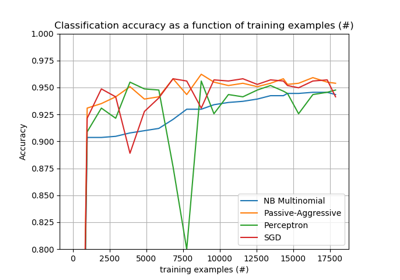 Classification accuracy as a function of training examples (#)
1.000
0.975
0.950
0.925
0.900
0.875
0.850
0.825
0.800
Accuracy
NB Multinomial
Passive-Aggressive
Perceptron
SGD
0 2500 5000 7500 10000 12500 15000 17500
training examples (#)